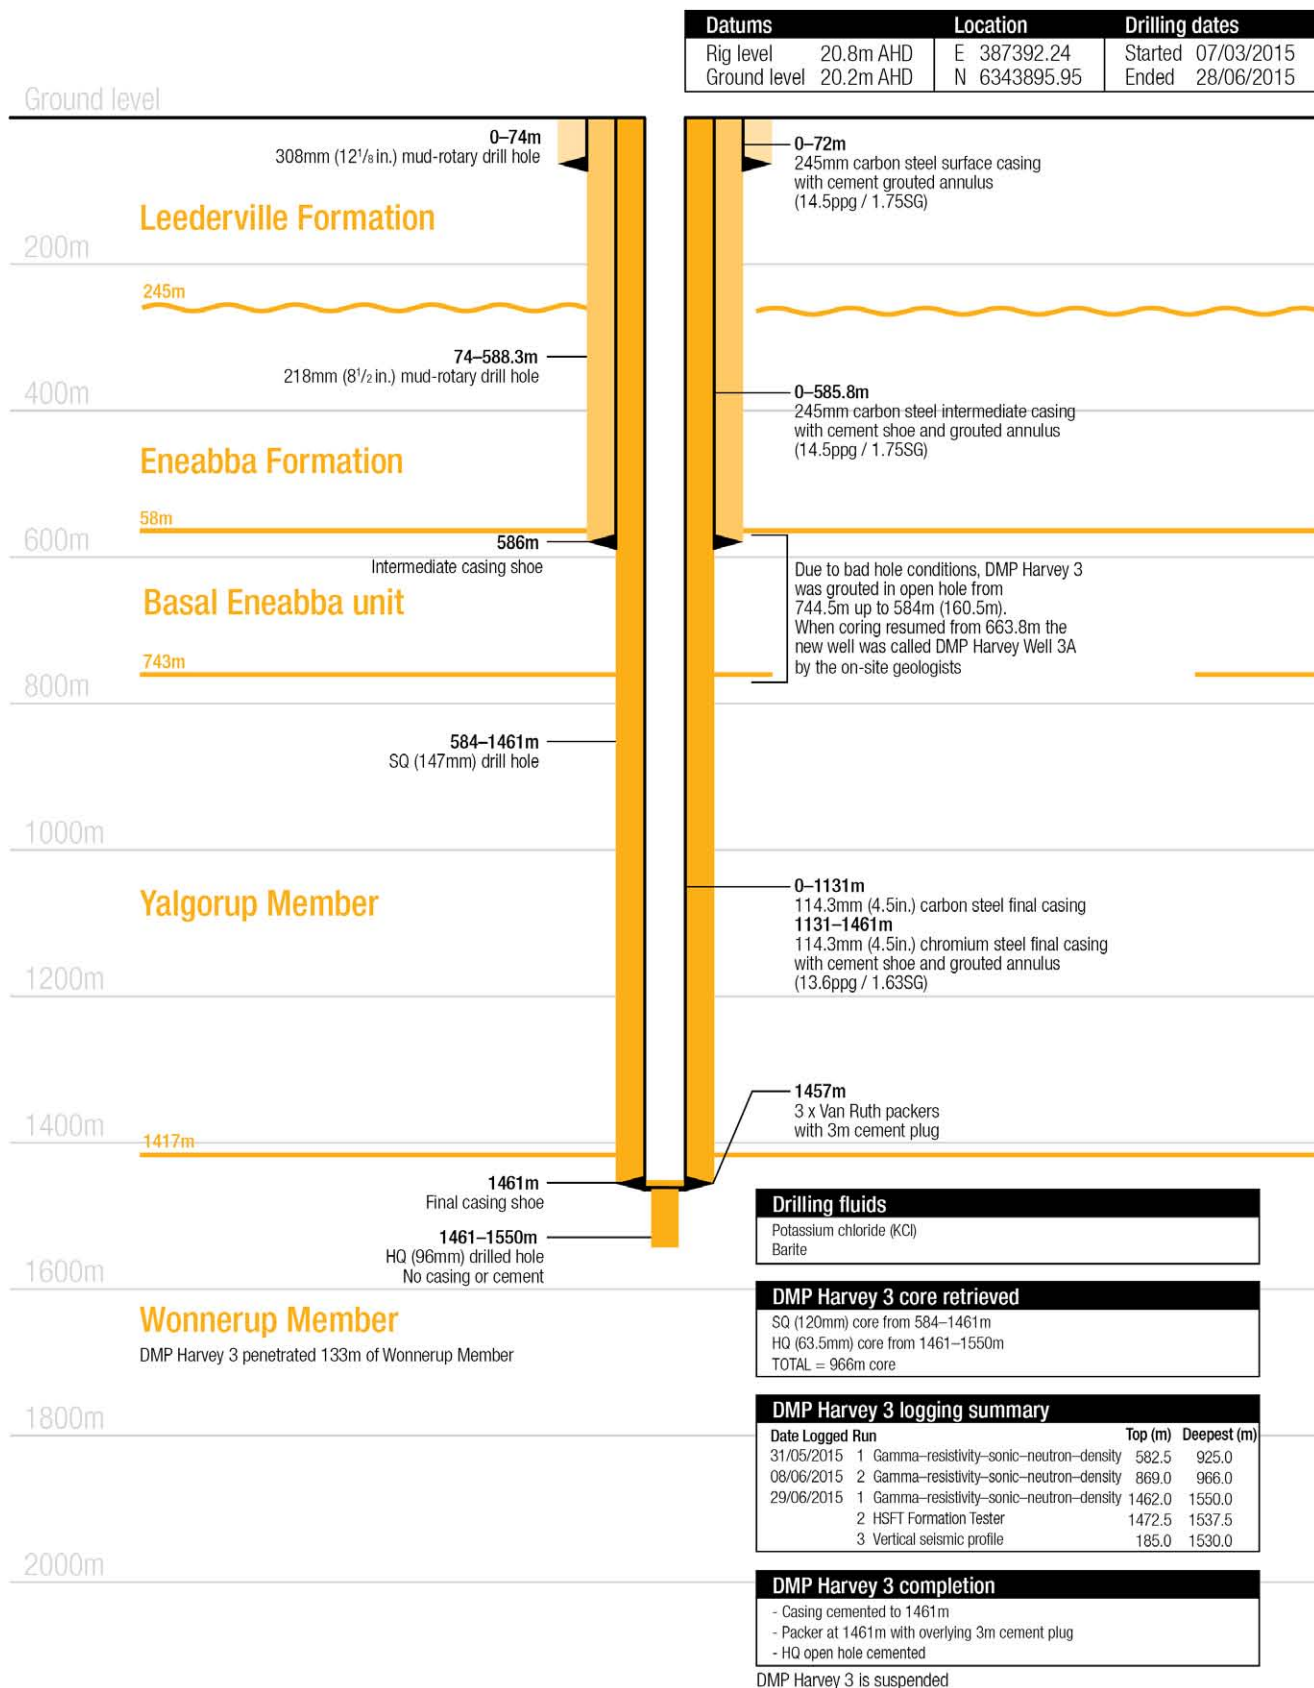 Datums Location Drilling dates
Rig level 20.8m AHD E 387392.24 Started 07/03/2015
Ground level 20.2m AHD N 6343895.95 Ended 28/06/2015
Ground level
0–74m
308mm (12 1/8 in.) mud-rotary drill hole
0–72m
245mm carbon steel surface casing
with cement grouted annulus
(14.5ppg / 1.75SG)
Leederville Formation
200m
245m
74–588.3m
218mm (8 1/2 in.) mud-rotary drill hole
400m
0–585.8m
245mm carbon steel intermediate casing
with cement shoe and grouted annulus
(14.5ppg / 1.75SG)
Eneabba Formation
58m
600m
586m
Intermediate casing shoe
Due to bad hole conditions, DMP Harvey 3
was grouted in open hole from
744.5m up to 584m (160.5m).
When coring resumed from 663.8m the
new well was called DMP Harvey Well 3A
by the on-site geologists
Basal Eneabba unit
743m
800m
584–1461m
SQ (147mm) drill hole
1000m
Yalgorup Member
0–1131m
114.3mm (4.5in.) carbon steel final casing
1131–1461m
114.3mm (4.5in.) chromium steel final casing
with cement shoe and grouted annulus
(13.6ppg / 1.63SG)
1200m
1457m
3 x Van Ruth packers
with 3m cement plug
1400m
1417m
1461m
Final casing shoe
1461–1550m
HQ (96mm) drilled hole
No casing or cement
1600m
Wonnerup Member
DMP Harvey 3 penetrated 133m of Wonnerup Member
1800m
2000m
Drilling fluids
Potassium chloride (KCl)
Barite
DMP Harvey 3 core retrieved
SQ (120mm) core from 584–1461m
HQ (63.5mm) core from 1461–1550m
TOTAL = 966m core
DMP Harvey 3 logging summary
Date Logged Run Top (m) Deepest (m)
31/05/2015 1 Gamma–resistivity–sonic–neutron–density 582.5 925.0
08/06/2015 2 Gamma–resistivity–sonic–neutron–density 869.0 966.0
29/06/2015 1 Gamma–resistivity–sonic–neutron–density 1462.0 1550.0
2 HSFT Formation Tester 1472.5 1537.5
3 Vertical seismic profile 185.0 1530.0
DMP Harvey 3 completion
- Casing cemented to 1461m
- Packer at 1461m with overlying 3m cement plug
- HQ open hole cemented
DMP Harvey 3 is suspended